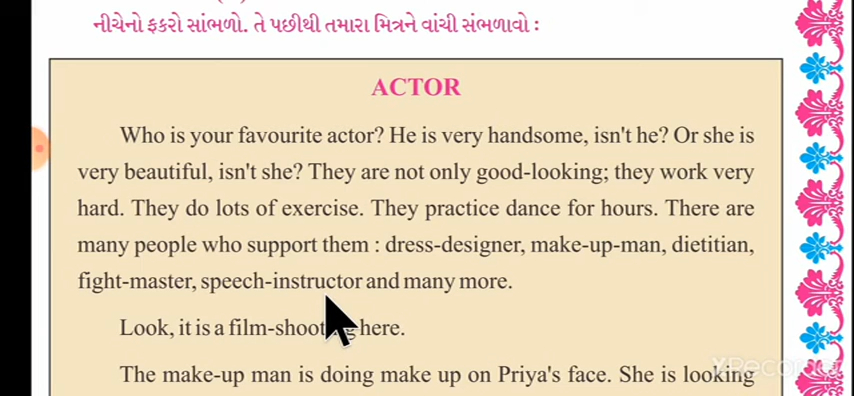 નીચેનો ફકરો સાંભળો. તે પછીથી તમારા મિત્રને વાંચી સંભળાવો :
ACTOR
Who is your favourite actor? He is very handsome, isn't he? Or she is
very beautiful, isn't she? They are not only good-looking; they work very
hard. They do lots of exercise. They practice dance for hours. There are
many people who support them : dress-designer, make-up-man, dietitian,
fight-master, speech-instructor and many more.
Look, it is a film-shooting here.
The make-up man is doing make up on Priya's face. She is looking
XRecorder